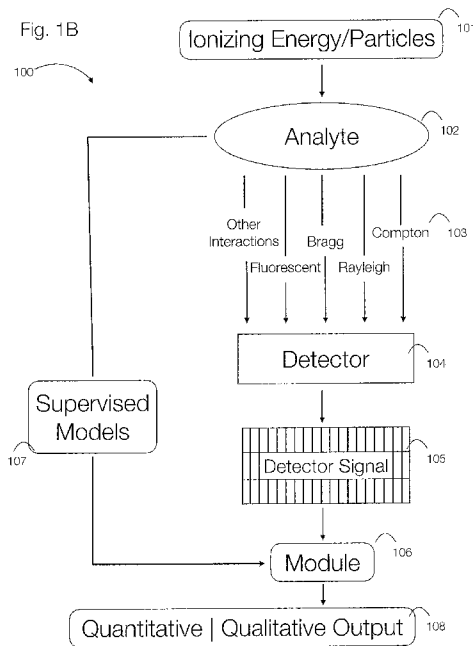 Fig. 1B
100
Ionizing Energy/Particles
101
Analyte
102
Other
Interactions
Fluorescent
Bragg
Rayleigh
Compton
103
Detector
104
Detector Signal
105
Supervised
Models
107
Module
106
Quantitative | Qualitative Output
108